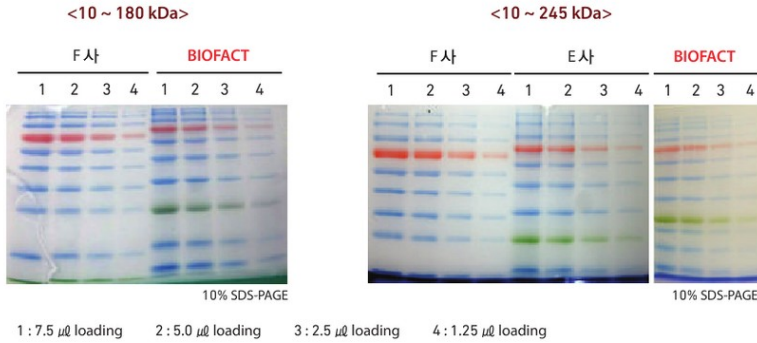 <10 ~ 180 kDa>
<10 ~ 245 kDa>
F 사 BIOFACT
F 사 E 사 BIOFACT
1 2 3 4 1 2 3 4
1 2 3 4 1 2 3 4 1 2 3 4
10% SDS-PAGE
10% SDS-PAGE
1 : 7.5 ㎕ loading 2 : 5.0 ㎕ loading 3 : 2.5 ㎕ loading 4 : 1.25 ㎕ loading